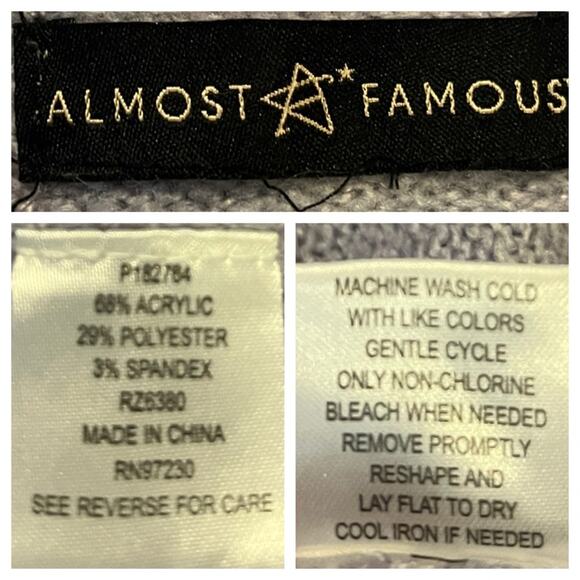 ALMOST FAMOUS
P182784
68% ACRYLIC
29% POLYESTER
3% SPANDEX
RZ6380
MADE IN CHINA
RN97230
SEE REVERSE FOR CARE
MACHINE WASH COLD
WITH LIKE COLORS
GENTLE CYCLE
ONLY NON-CHLORINE
BLEACH WHEN NEEDED
REMOVE PROMPTLY
RESHAPE AND
LAY FLAT TO DRY
COOL IRON IF NEEDED